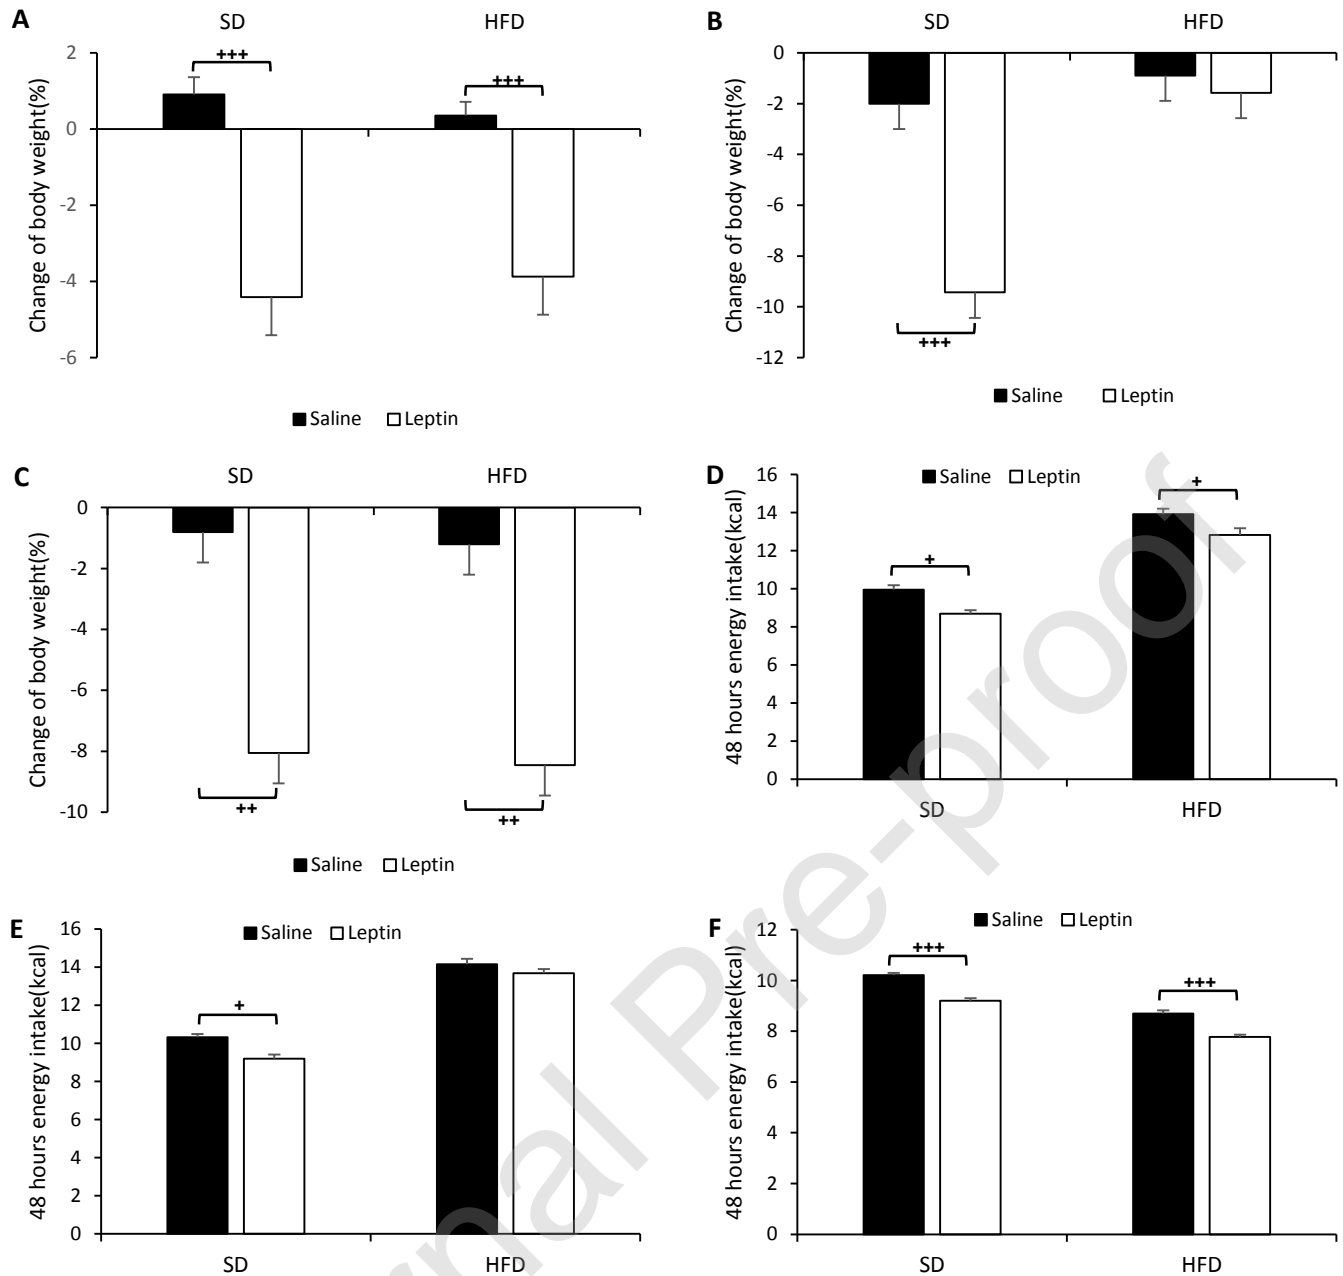 A
SD
HFD
+++
+++
Change of body weight(%)
2
0
-2
-4
-6
Saline
Leptin
B
SD
HFD
Change of body weight(%)
0
-2
-4
-6
-8
-10
-12
+++
Saline
Leptin
C
SD
HFD
Change of body weight(%)
0
-2
-4
-6
-8
-10
++
++
Saline
Leptin
D
Saline
Leptin
48 hours energy intake(kcal)
16
14
12
10
8
6
4
2
0
+
+
SD
HFD
E
Saline
Leptin
48 hours energy intake(kcal)
16
14
12
10
8
6
4
2
0
+
SD
HFD
F
Saline
Leptin
48 hours energy intake(kcal)
12
10
8
6
4
2
0
+++
+++
SD
HFD
rnal Pre-proof